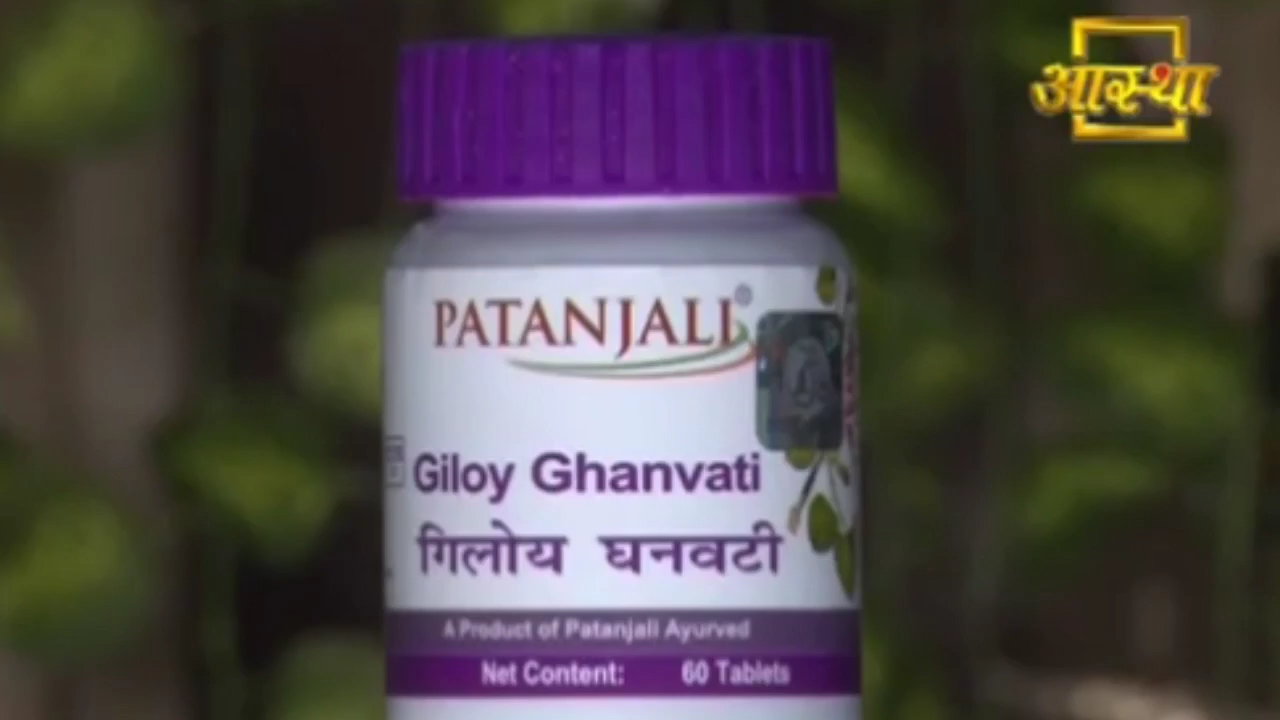 आस्था
PATANJALI®
Giloy Ghanvati
गिलोय घनवटी
A Product of Patanjali Ayurved
Net Content: 60 Tablets